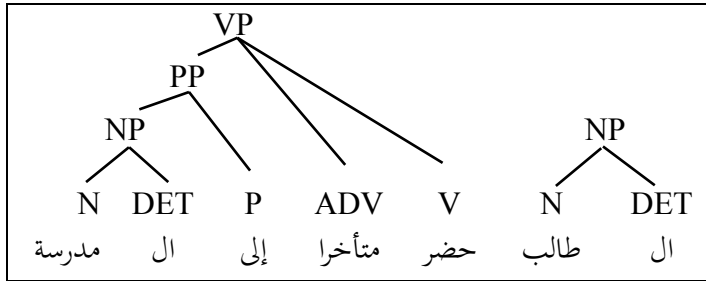 VP
PP
NP NP
N DET P ADV V N DET
ال طالب حضر متأخرا إلى ال مدرسة